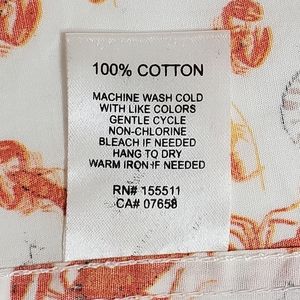 100% COTTON
MACHINE WASH COLD
WITH LIKE COLORS
GENTLE CYCLE
NON-CHLORINE
BLEACH IF NEEDED
HANG TO DRY
WARM IRON IF NEEDED
RN# 155511
CA# 07658